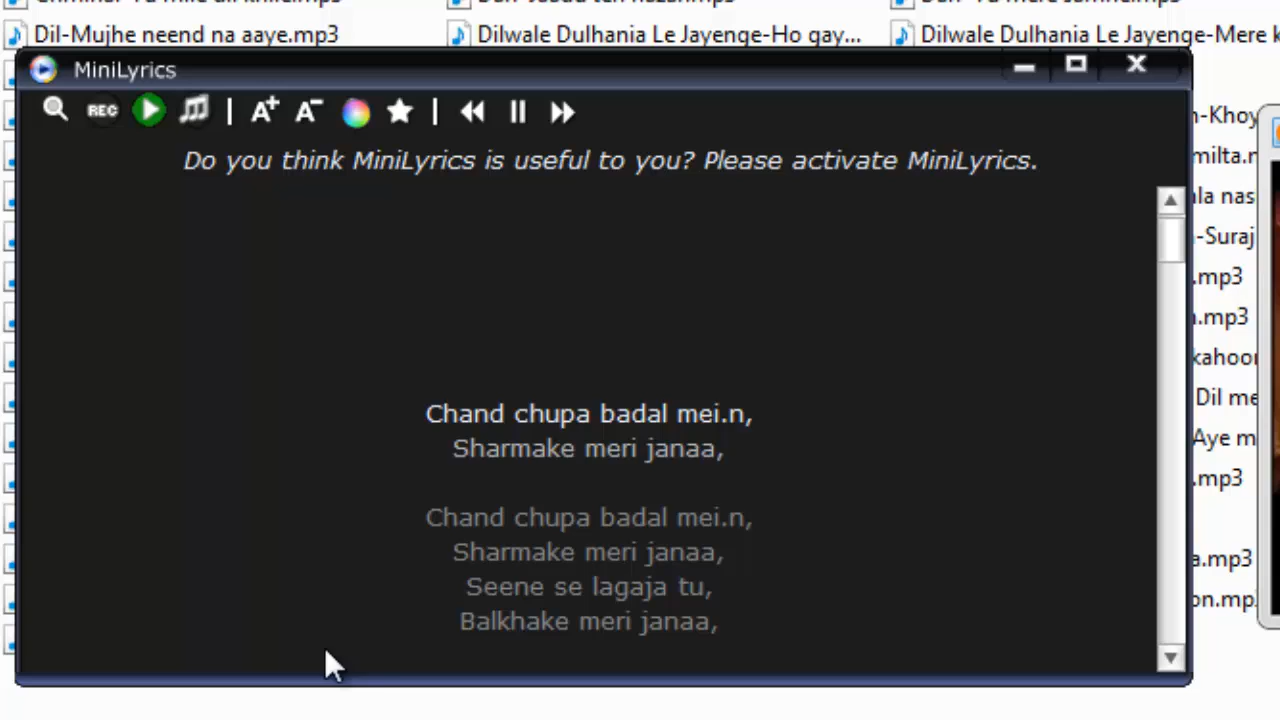 Dil-Mujhe neend na aaye.mp3
Dilwale Dulhania Le Jayenge-Ho gay...
Dilwale Dulhania Le Jayenge-Mere k
MiniLyrics
REC
A+ A-
Do you think MiniLyrics is useful to you? Please activate MiniLyrics.
-Khoy
milta.m
la nas
-Suraj
.mp3
.mp3
kahoor
Chand chupa badal mei.n,
Dil me
Aye m
Sharmake meri janaa,
.mp3
Chand chupa badal mei.n,
Sharmake meri janaa,
a.mp3
Seene se lagaja tu,
on.mp
Balkhake meri janaa,